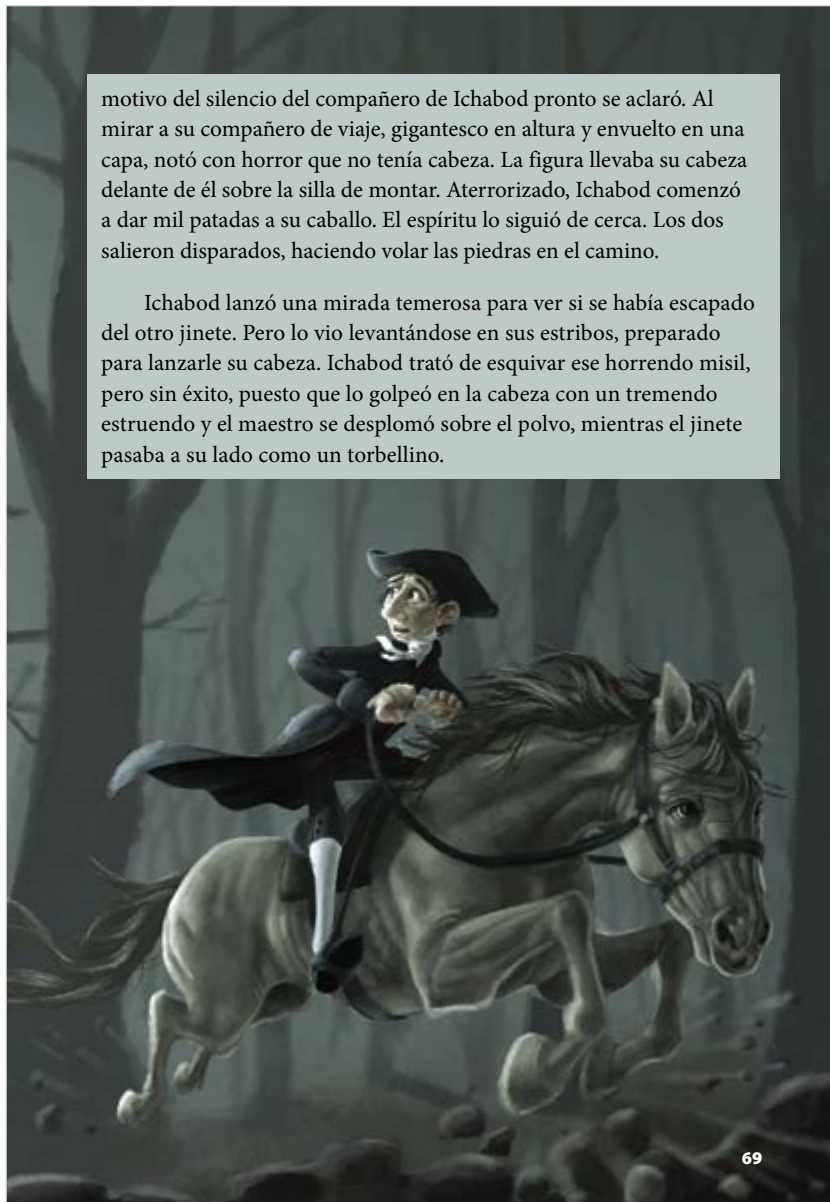 motivo del silencio del compañero de Ichabod pronto se aclaró. Al
mirar a su compañero de viaje, gigantesco en altura y envuelto en una
capa, notó con horror que no tenía cabeza. La figura llevaba su cabeza
delante de él sobre la silla de montar. Aterrorizado, Ichabod comenzó
a dar mil patadas a su caballo. El espíritu lo siguió de cerca. Los dos
salieron disparados, haciendo volar las piedras en el camino.
Ichabod lanzó una mirada temerosa para ver si se había escapado
del otro jinete. Pero lo vio levantándose en sus estribos, preparado
para lanzarle su cabeza. Ichabod trató de esquivar ese horrendo misil,
pero sin éxito, puesto que lo golpeó en la cabeza con un tremendo
estruendo y el maestro se desplomó sobre el polvo, mientras el jinete
pasaba a su lado como un torbellino.
69